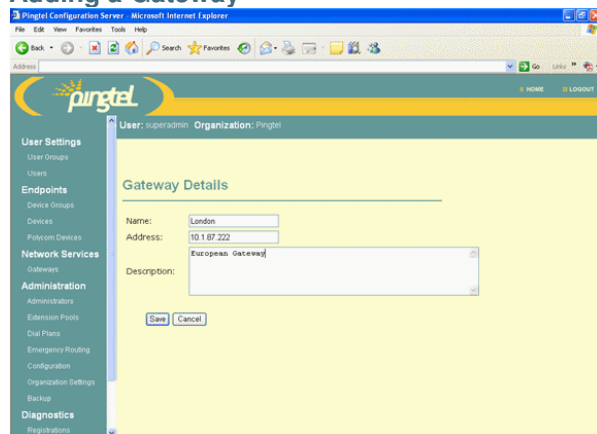 Adding a Gateway
Pingtel Configuration Server - Microsoft Internet Explorer
File Edit View Favorites Tools Help
Back Search Favorites
Address Go Links
pingtel
HOME LOGOUT
User: superadmin Organization: Pingtel
User Settings
User Groups
Users
Endpoints
Device Groups
Devices
Polycom Devices
Network Services
Gateways
Administration
Administrators
Extension Pools
Dial Plans
Emergency Routing
Configuration
Organization Settings
Backup
Diagnostics
Registrations
Gateway Details
Name: London
Address: 10.1.87.222
Description: European Gateway
Save Cancel